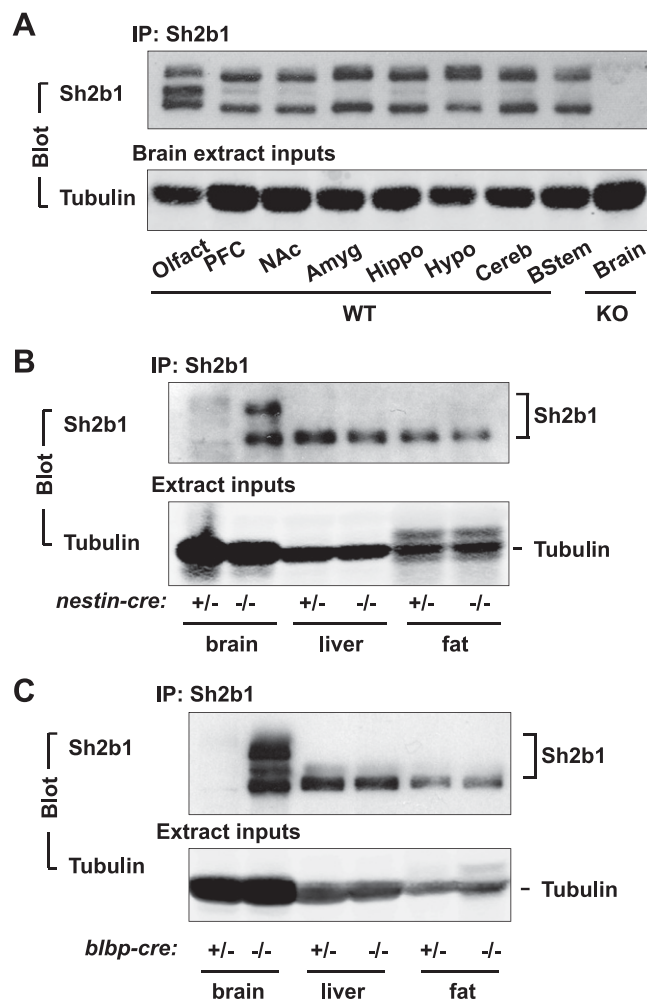 A
IP: Sh2b1
Blot
Sh2b1
Brain extract inputs
Tubulin
Olfact PFC NAc Amyg Hippo Hypo Cereb BStem Brain
WT KO
B
IP: Sh2b1
Blot
Sh2b1 Sh2b1
Extract inputs
Tubulin - Tubulin
nestin-cre: +/- -/- +/- -/- +/- -/-
brain liver fat
C
IP: Sh2b1
Blot
Sh2b1 Sh2b1
Extract inputs
Tubulin - Tubulin
blbp-cre: +/- -/- +/- -/- +/- -/-
brain liver fat